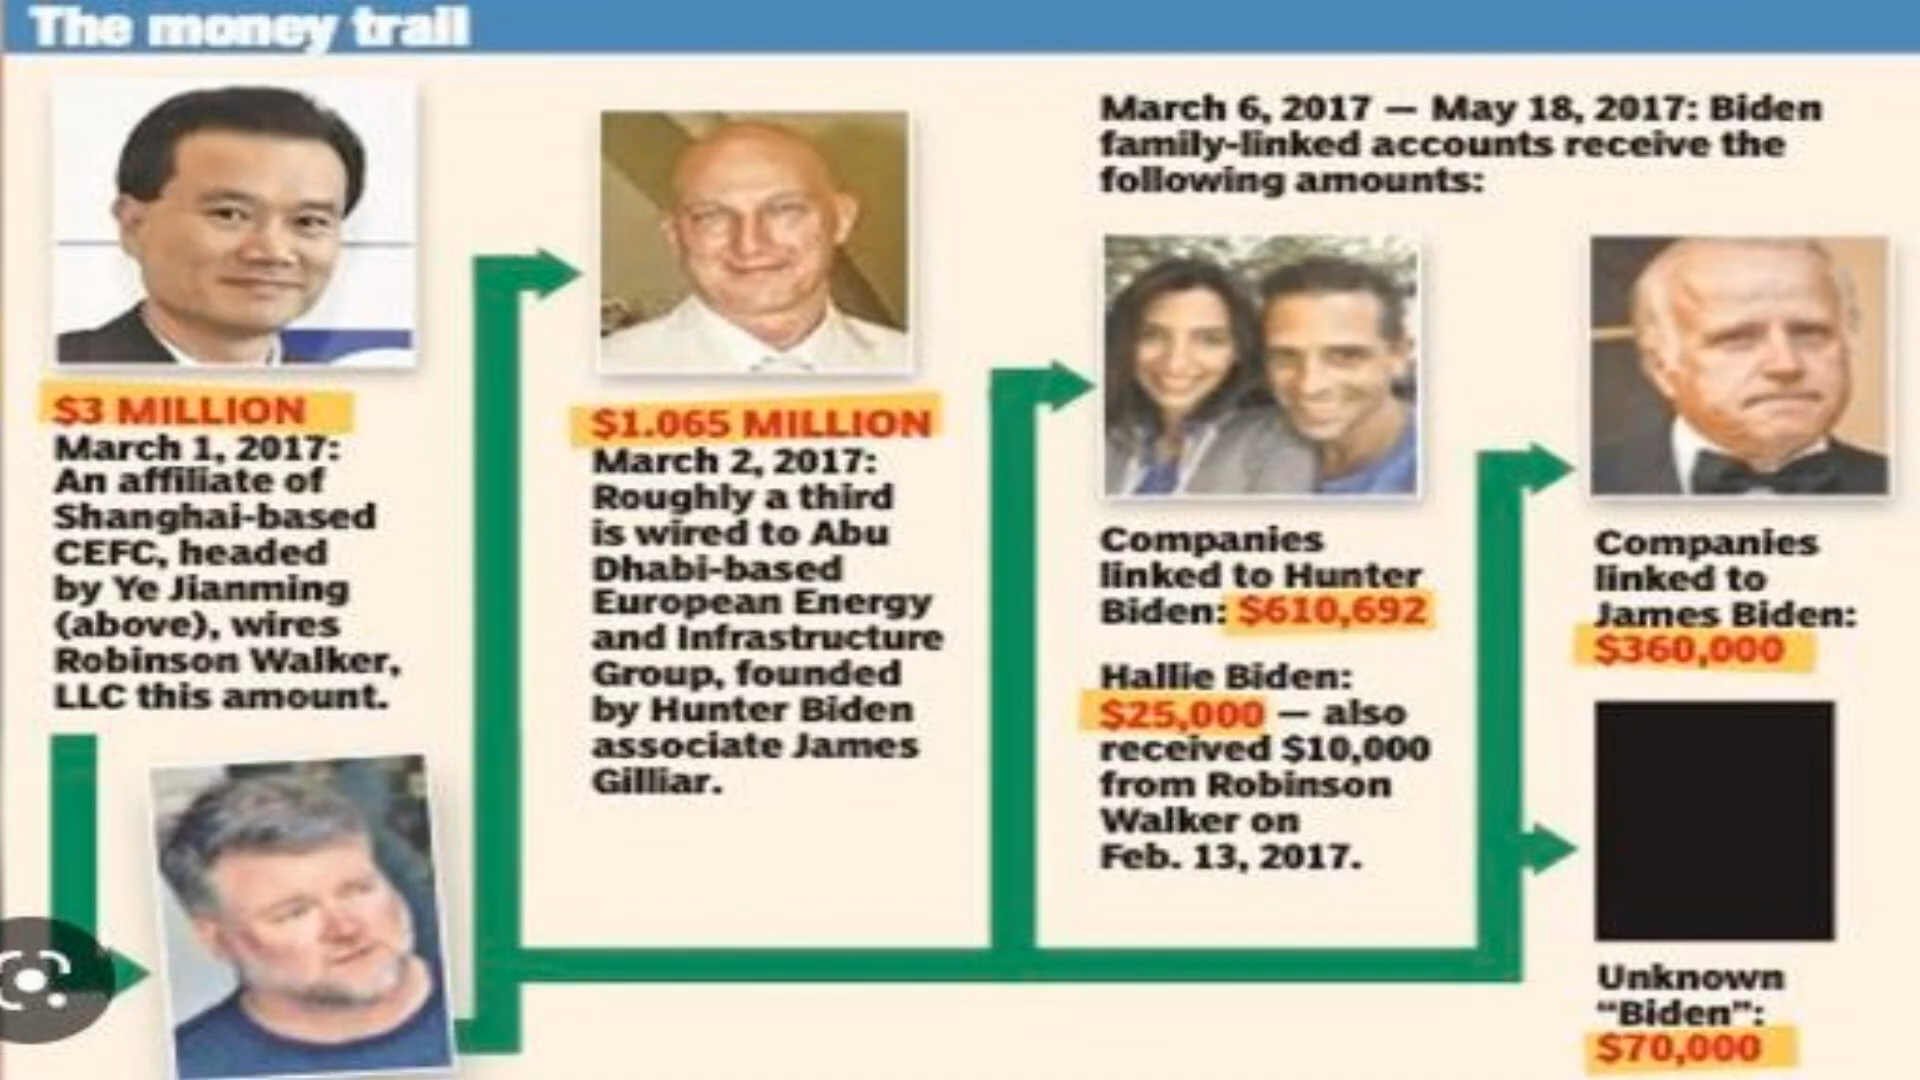 The money trail
$3 MILLION
March 1, 2017:
An affiliate of
Shanghai-based
CEFC, headed
by Ye Jianming
(above), wires
Robinson Walker,
LLC this amount.
$1.065 MILLION
March 2, 2017:
Roughly a third
is wired to Abu
Dhabi-based
European Energy
and Infrastructure
Group, founded
by Hunter Biden
associate James
Gilliar.
March 6, 2017 — May 18, 2017: Biden
family-linked accounts receive the
following amounts:
Companies
linked to Hunter
Biden: $610,692
Hallie Biden:
$25,000 — also
received $10,000
from Robinson
Walker on
Feb. 13, 2017.
Companies
linked to
James Biden:
$360,000
Unknown
“Biden”:
$70,000